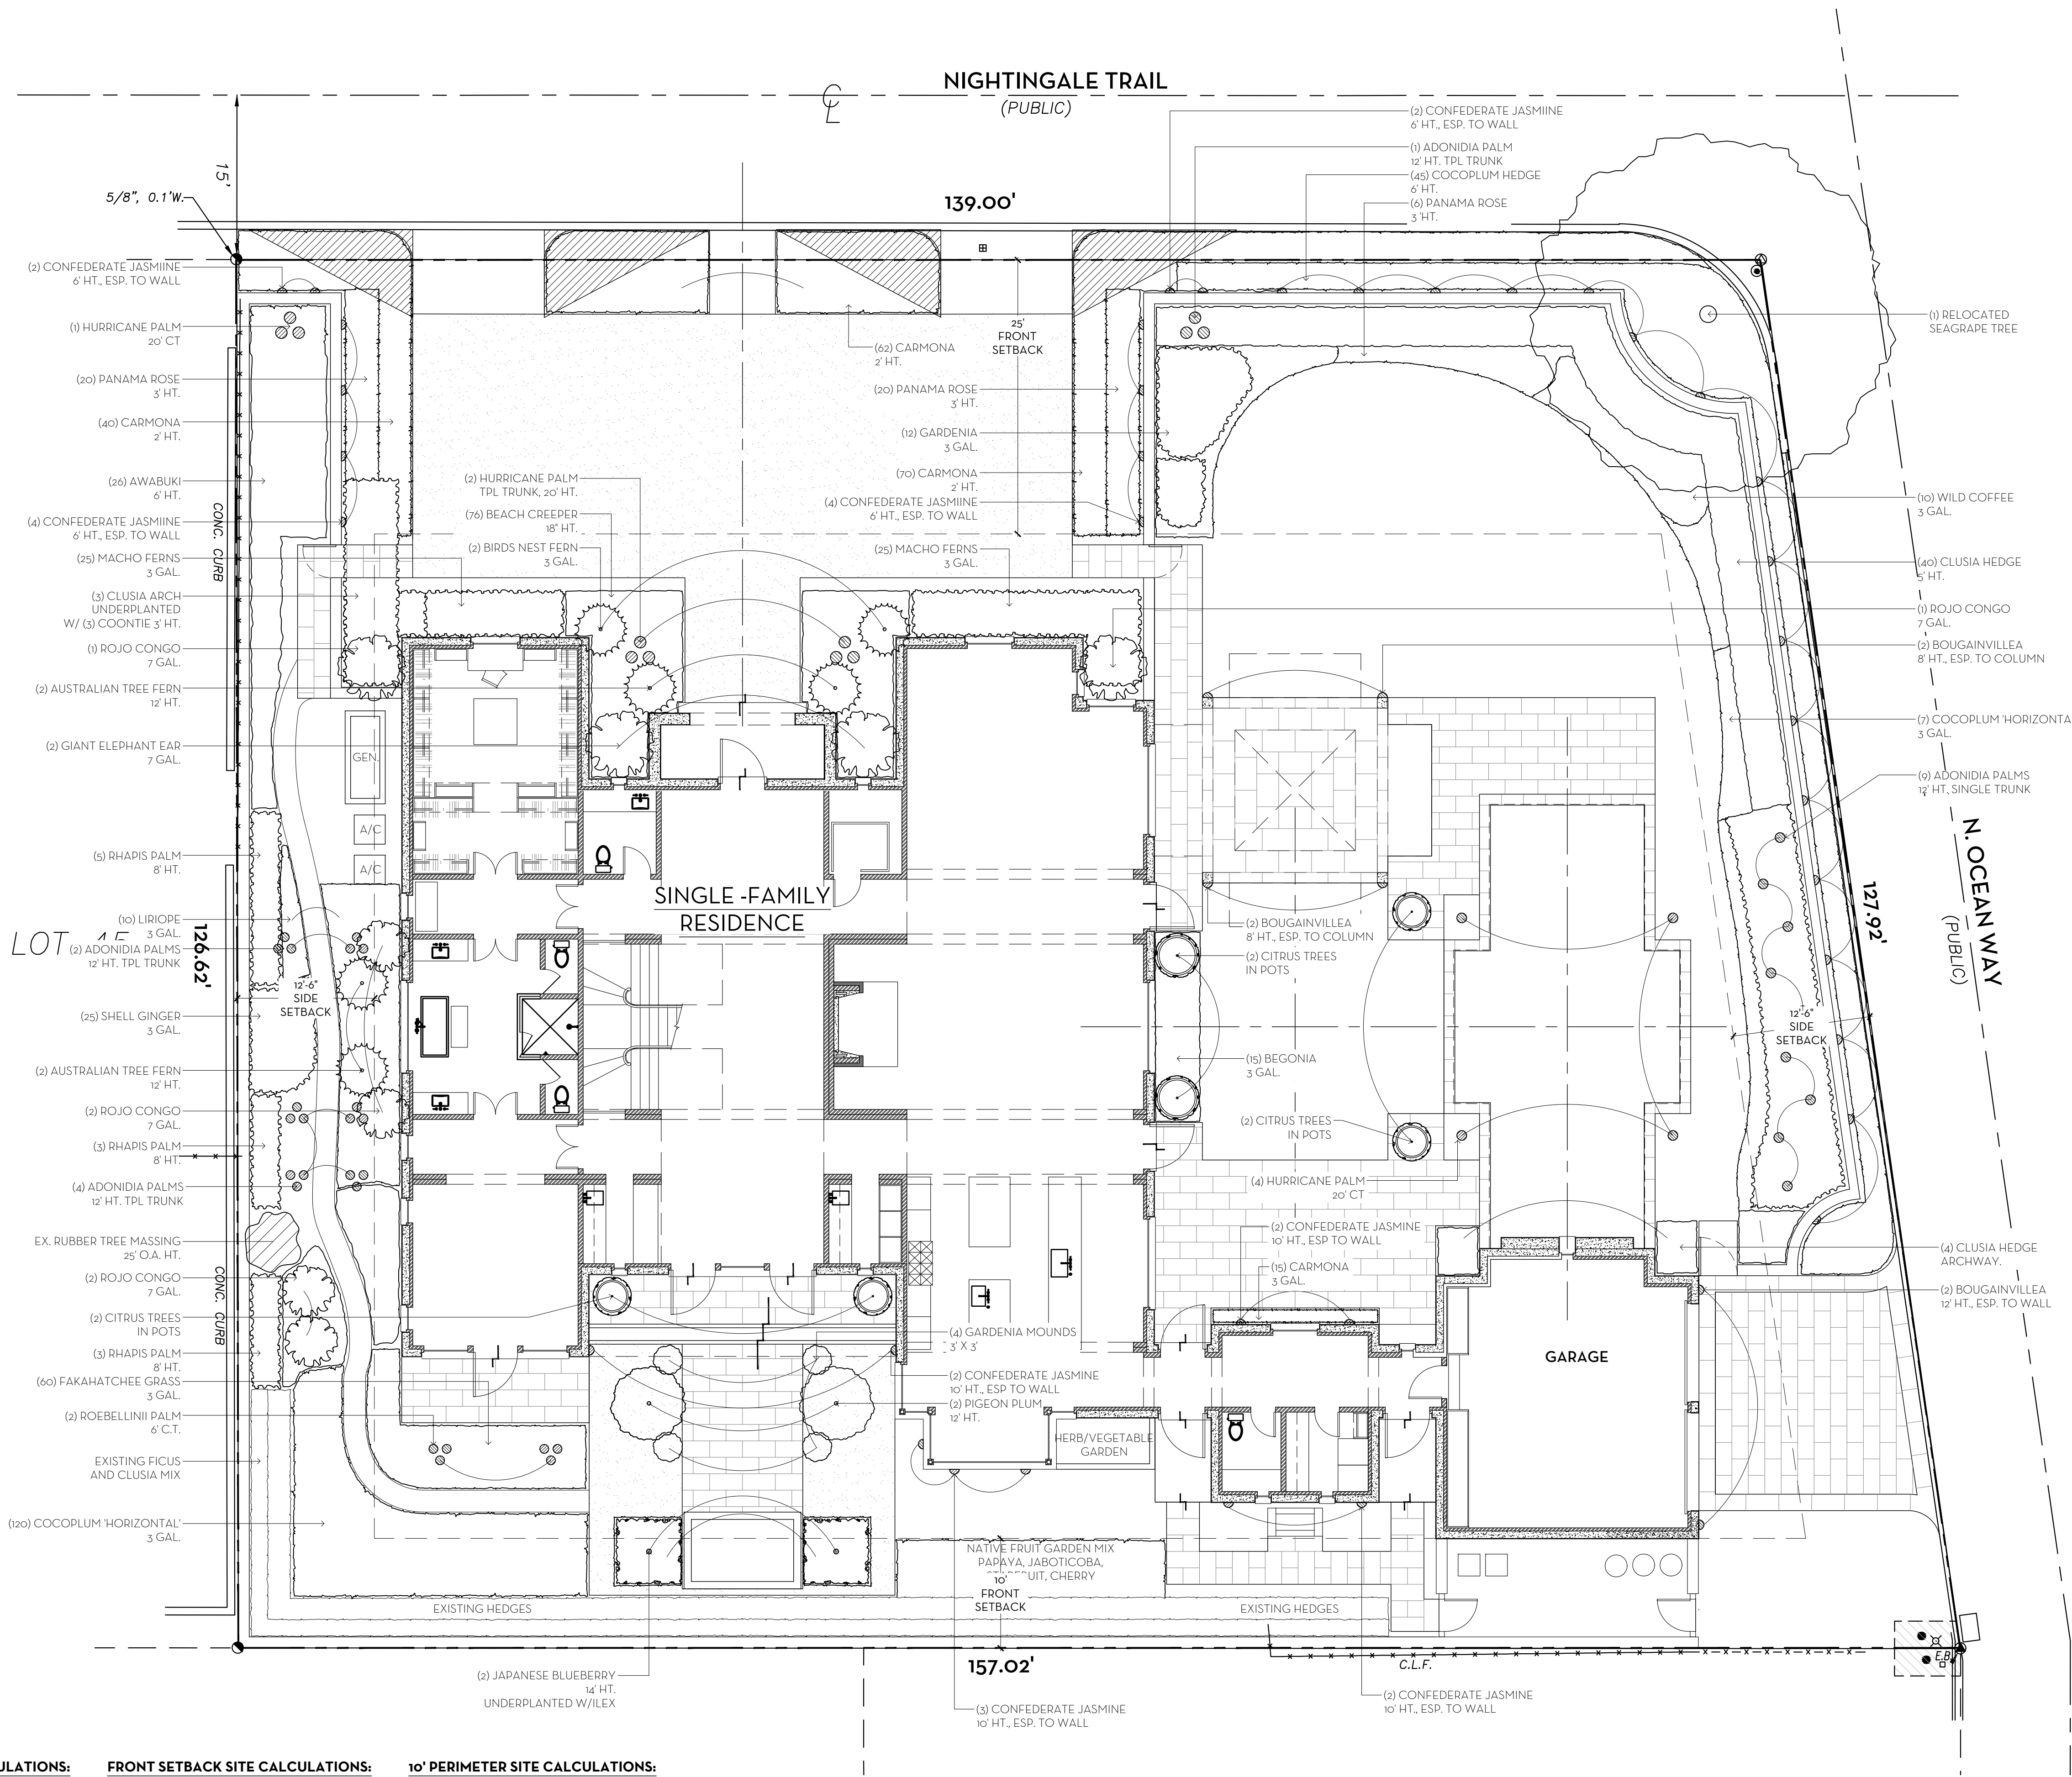 NIGHTINGALE TRAIL
(PUBLIC)
15'
5/8", 0.1'W.
139.00'
(2) CONFEDERATE JASMIINE
6' HT., ESP. TO WALL
(1) ADONIDIA PALM
12' HT. TPL TRUNK
(45) COCOPLUM HEDGE
6' HT.
(6) PANAMA ROSE
3 'HT.
(2) CONFEDERATE JASMIINE
6' HT., ESP. TO WALL
(1) HURRICANE PALM
20' CT
(20) PANAMA ROSE
3' HT.
(40) CARMONA
2' HT.
(26) AWABUKI
6' HT.
(4) CONFEDERATE JASMIINE
6' HT., ESP. TO WALL
(25) MACHO FERNS
3 GAL.
(3) CLUSIA ARCH
UNDERPLANTED
W/ (3) COONTIE 3' HT.
(1) ROJO CONGO
7 GAL.
(2) AUSTRALIAN TREE FERN
12' HT.
(2) GIANT ELEPHANT EAR
7 GAL.
(5) RHAPIS PALM
8' HT.
(10) LIRIOPE
3 GAL.
(2) ADONIDIA PALMS
12' HT. TPL TRUNK
(25) SHELL GINGER
3 GAL.
(2) AUSTRALIAN TREE FERN
12' HT.
(2) ROJO CONGO
7 GAL.
(3) RHAPIS PALM
8' HT.
(4) ADONIDIA PALMS
12' HT. TPL TRUNK
EX. RUBBER TREE MASSING
25' O.A. HT.
(2) ROJO CONGO
7 GAL.
(2) CITRUS TREES
IN POTS
(3) RHAPIS PALM
8' HT.
(60) FAKAHATCHEE GRASS
3 GAL.
(2) ROEBELLINII PALM
6' C.T.
EXISTING FICUS
AND CLUSIA MIX
(120) COCOPLUM 'HORIZONTAL'
3 GAL.
CONC. CURB
CONC. CURB
LOT
126.62'
12'-6"
SIDE
SETBACK
GEN.
A/C
A/C
(2) HURRICANE PALM
TPL TRUNK, 20' HT.
(76) BEACH CREEPER
18" HT.
(2) BIRDS NEST FERN
3 GAL.
(62) CARMONA
2' HT.
25'
FRONT
SETBACK
(20) PANAMA ROSE
3' HT.
(12) GARDENIA
3 GAL.
(70) CARMONA
2' HT.
(4) CONFEDERATE JASMIINE
6' HT., ESP. TO WALL
(25) MACHO FERNS
3 GAL.
SINGLE -FAMILY
RESIDENCE
(2) BOUGAINVILLEA
8' HT., ESP. TO COLUMN
(2) CITRUS TREES
IN POTS
(15) BEGONIA
3 GAL.
(2) CITRUS TREES
IN POTS
(4) HURRICANE PALM
20' CT
(2) CONFEDERATE JASMINE
10' HT., ESP TO WALL
(15) CARMONA
3 GAL.
(4) GARDENIA MOUNDS
3' X 3'
(2) CONFEDERATE JASMINE
10' HT., ESP TO WALL
(2) PIGEON PLUM
12' HT.
HERB/VEGETABLE
GARDEN
GARAGE
(1) RELOCATED
SEAGRAPE TREE
(10) WILD COFFEE
3 GAL.
(40) CLUSIA HEDGE
5' HT.
(1) ROJO CONGO
7 GAL.
(2) BOUGAINVILLEA
8' HT., ESP. TO COLUMN
(7) COCOPLUM 'HORIZONTA
3 GAL.
(9) ADONIDIA PALMS
12' HT, SINGLE TRUNK
N. OCEAN WAY
(PUBLIC)
127.92'
12'-6"
SIDE
SETBACK
(4) CLUSIA HEDGE
ARCHWAY.
(2) BOUGAINVILLEA
12' HT., ESP. TO WALL
NATIVE FRUIT GARDEN MIX
PAPAYA, JABOTICOBA,
CHERRY
10'
FRONT
SETBACK
EXISTING HEDGES
EXISTING HEDGES
157.02'
C.L.F.
E.B.
(2) JAPANESE BLUEBERRY
14' HT.
UNDERPLANTED W/ILEX
(3) CONFEDERATE JASMINE
10' HT., ESP. TO WALL
(2) CONFEDERATE JASMINE
10' HT., ESP. TO WALL
ULATIONS:
FRONT SETBACK SITE CALCULATIONS:
10' PERIMETER SITE CALCULATIONS: